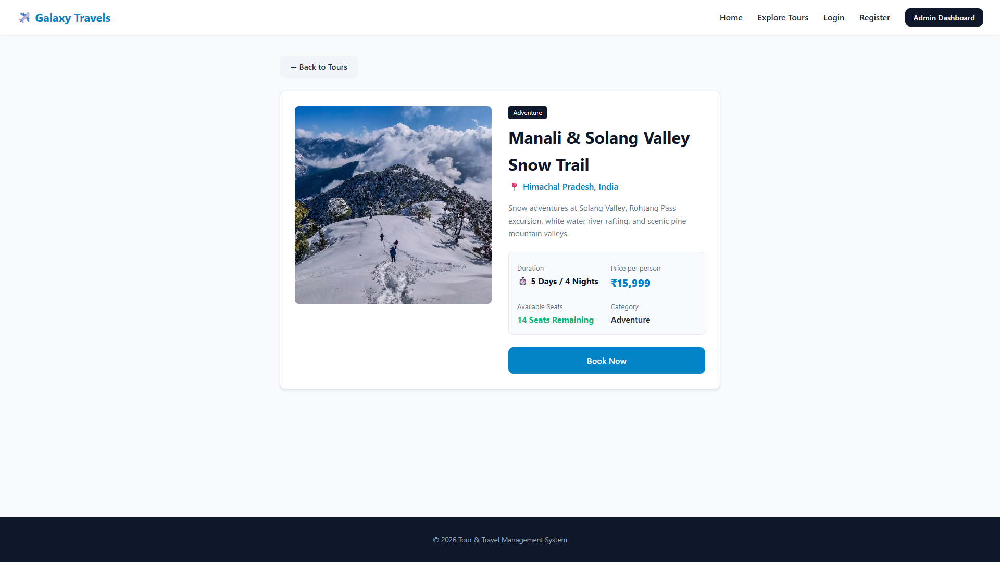 Galaxy Travels
Home
Explore Tours
Login
Register
Admin Dashboard
← Back to Tours
Adventure
Manali & Solang Valley
Snow Trail
Himachal Pradesh, India
Snow adventures at Solang Valley, Rohtang Pass
excursion, white water river rafting, and scenic pine
mountain valleys.
Duration
5 Days / 4 Nights
Price per person
₹15,999
Available Seats
14 Seats Remaining
Category
Adventure
Book Now
© 2026 Tour & Travel Management System